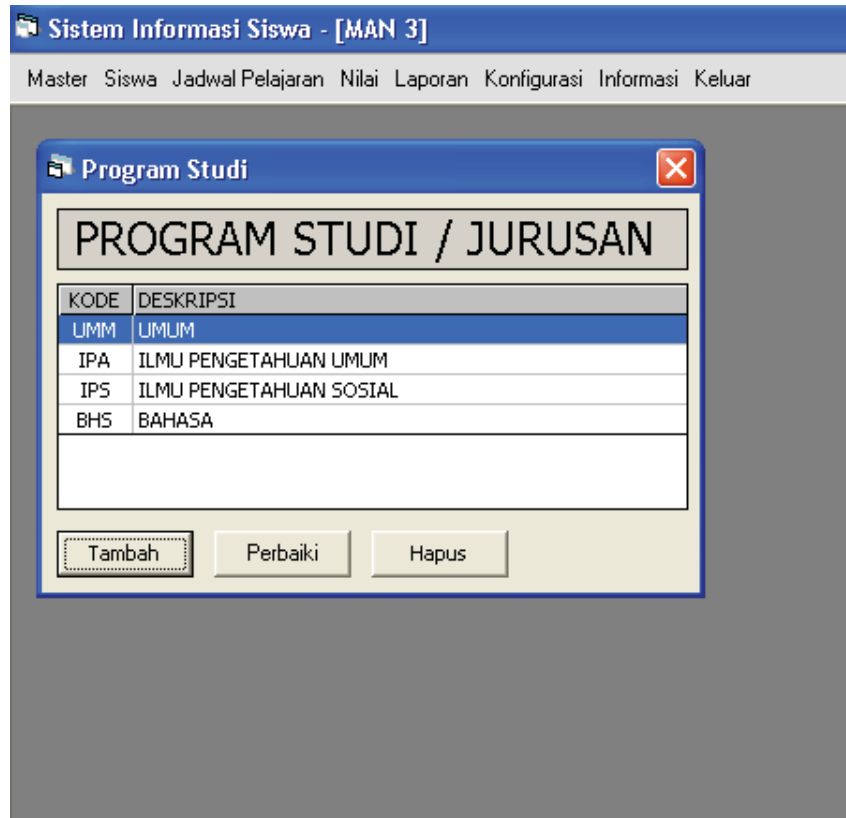 Sistem Informasi Siswa - [MAN 3]
Master Siswa Jadwal Pelajaran Nilai Laporan Konfigurasi Informasi Keluar
Program Studi
PROGRAM STUDI / JURUSAN
KODE DESKRIPSI
UMM UMUM
IPA ILMU PENGETAHUAN UMUM
IPS ILMU PENGETAHUAN SOSIAL
BHS BAHASA
Tambah Perbaiki Hapus